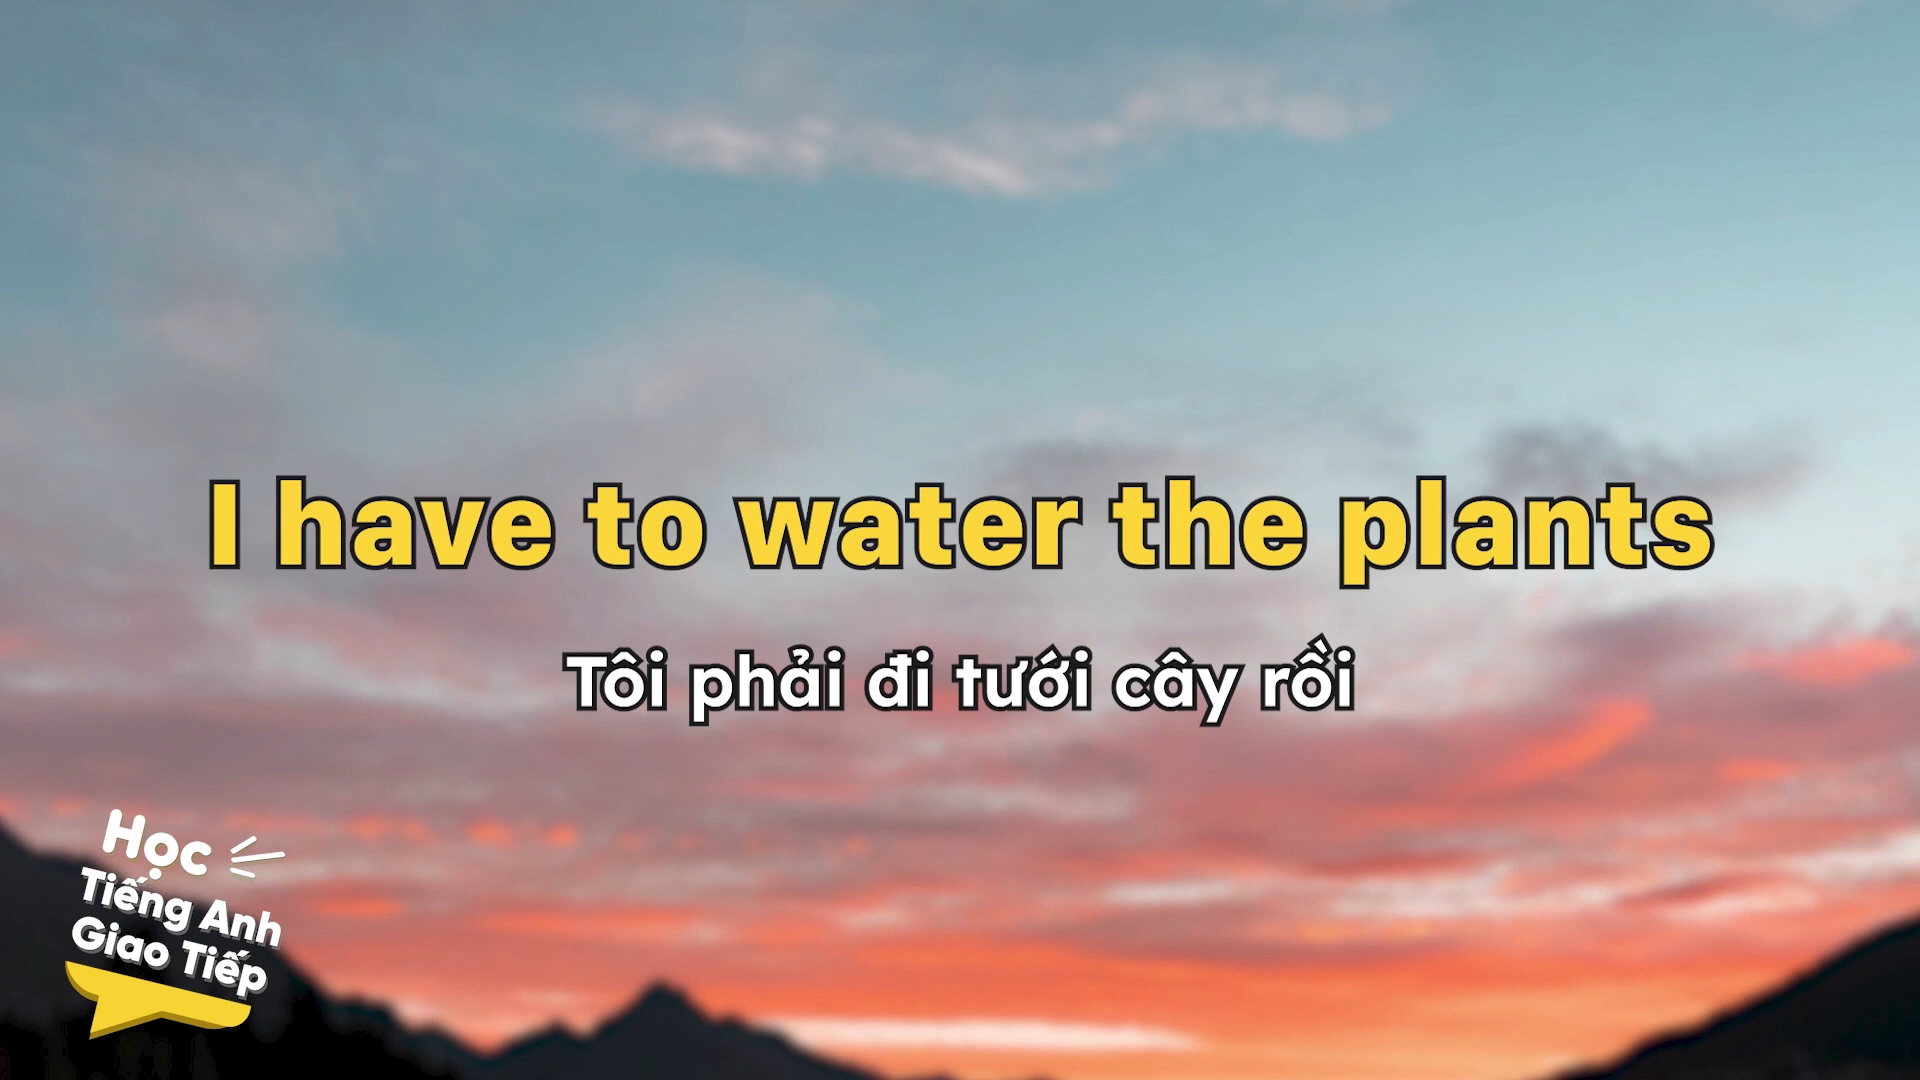 I have to water the plants
Tôi phải đi tưới cây rồi
Học
Tiếng Anh
Giao Tiếp